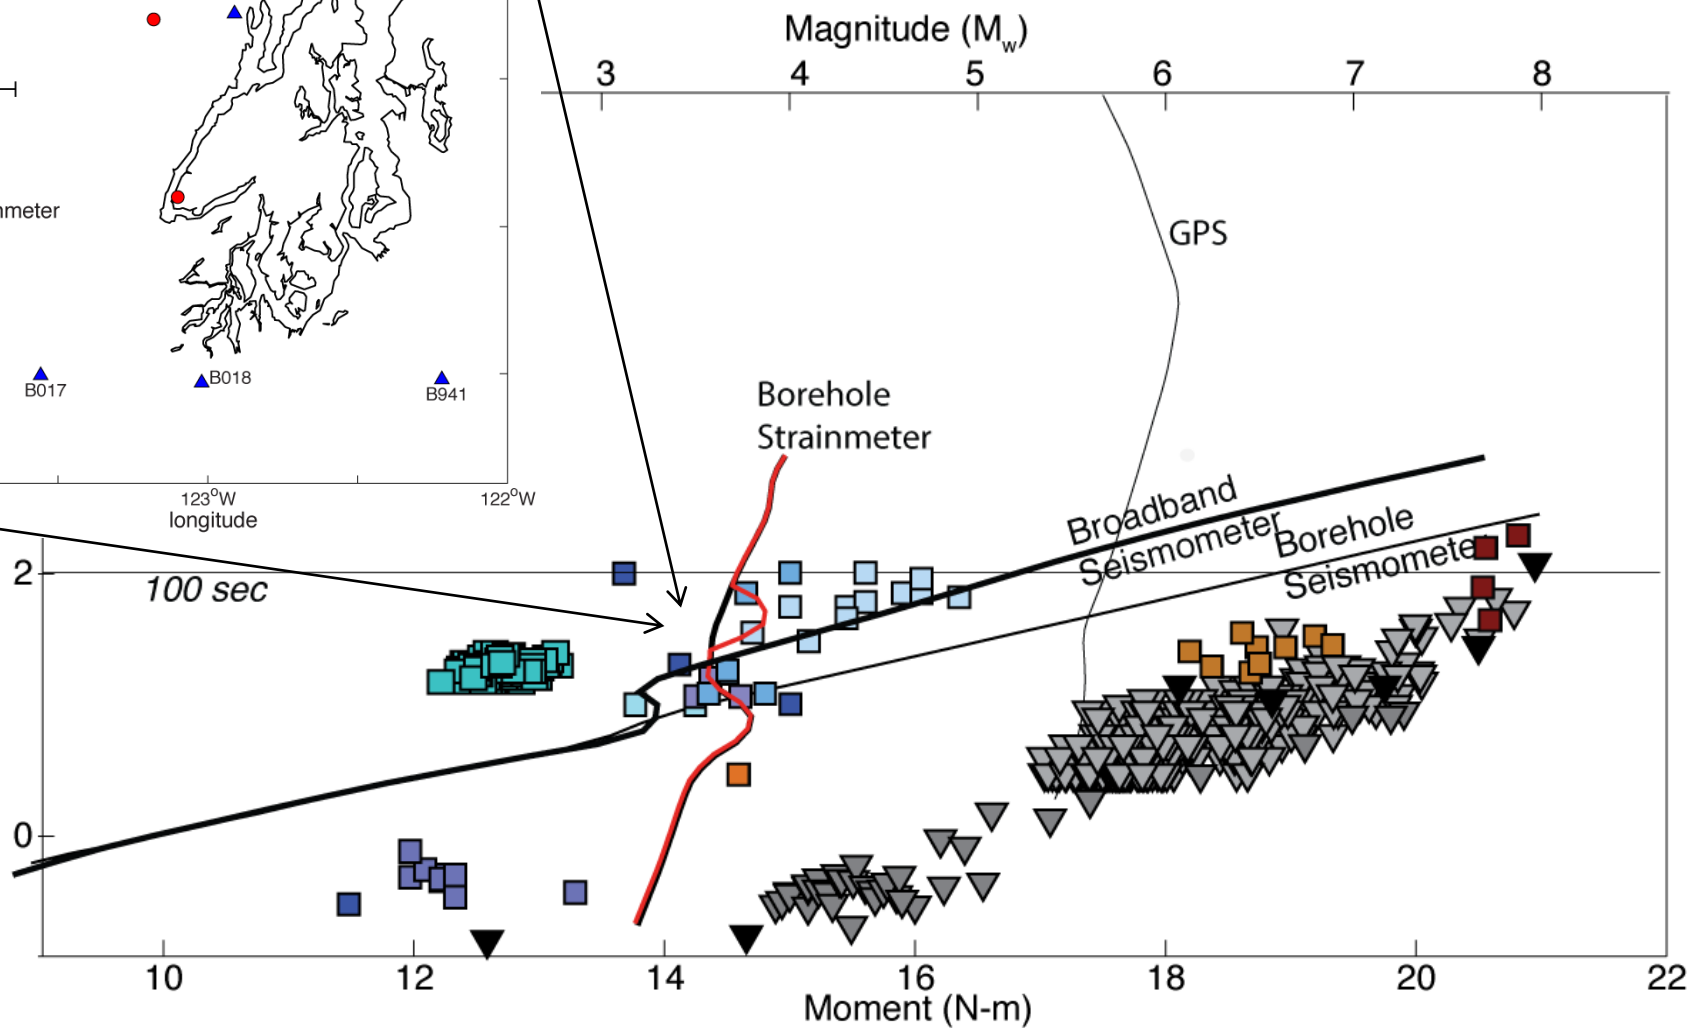 Magnitude (Mw)
3 4 5 6 7 8
nmeter
GPS
B017
B018
B941
Borehole
Strainmeter
123°W
122°W
longitude
Broadband
Seismometer
Borehole
Seismometer
2
100 sec
0
10 12 14 16 18 20 22
Moment (N-m)